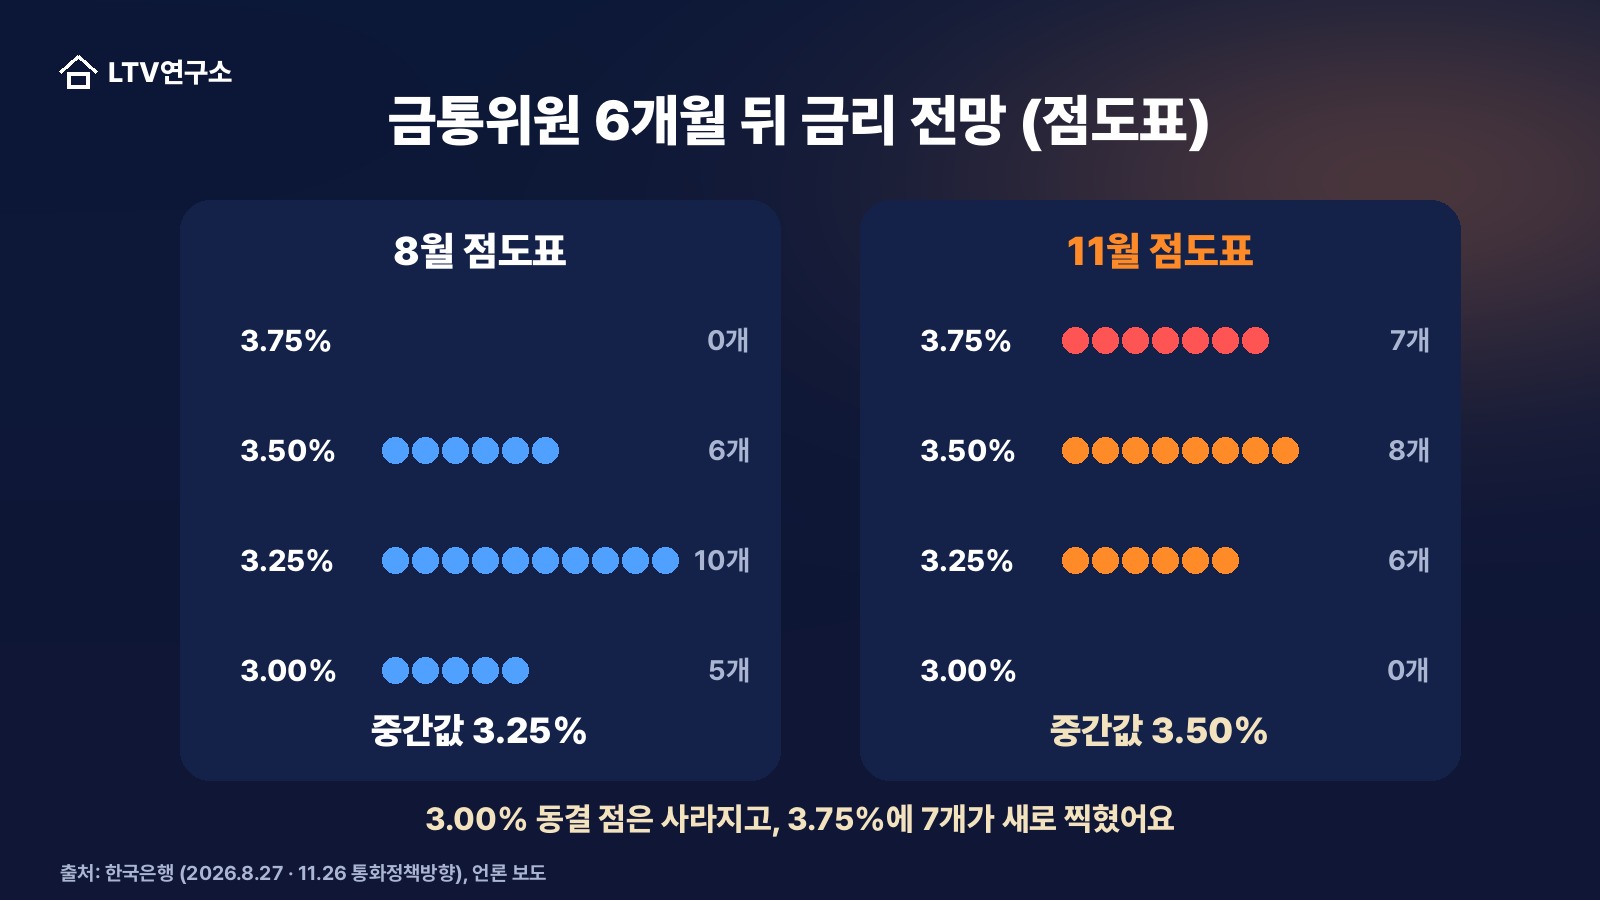 LTV연구소
금통위원 6개월 뒤 금리 전망 (점도표)
8월 점도표
3.75% 0개
3.50% 6개
3.25% 10개
3.00% 5개
중간값 3.25%
11월 점도표
3.75% 7개
3.50% 8개
3.25% 6개
3.00% 0개
중간값 3.50%
3.00% 동결 점은 사라지고, 3.75%에 7개가 새로 찍혔어요
출처: 한국은행 (2026.8.27 · 11.26 통화정책방향), 언론 보도